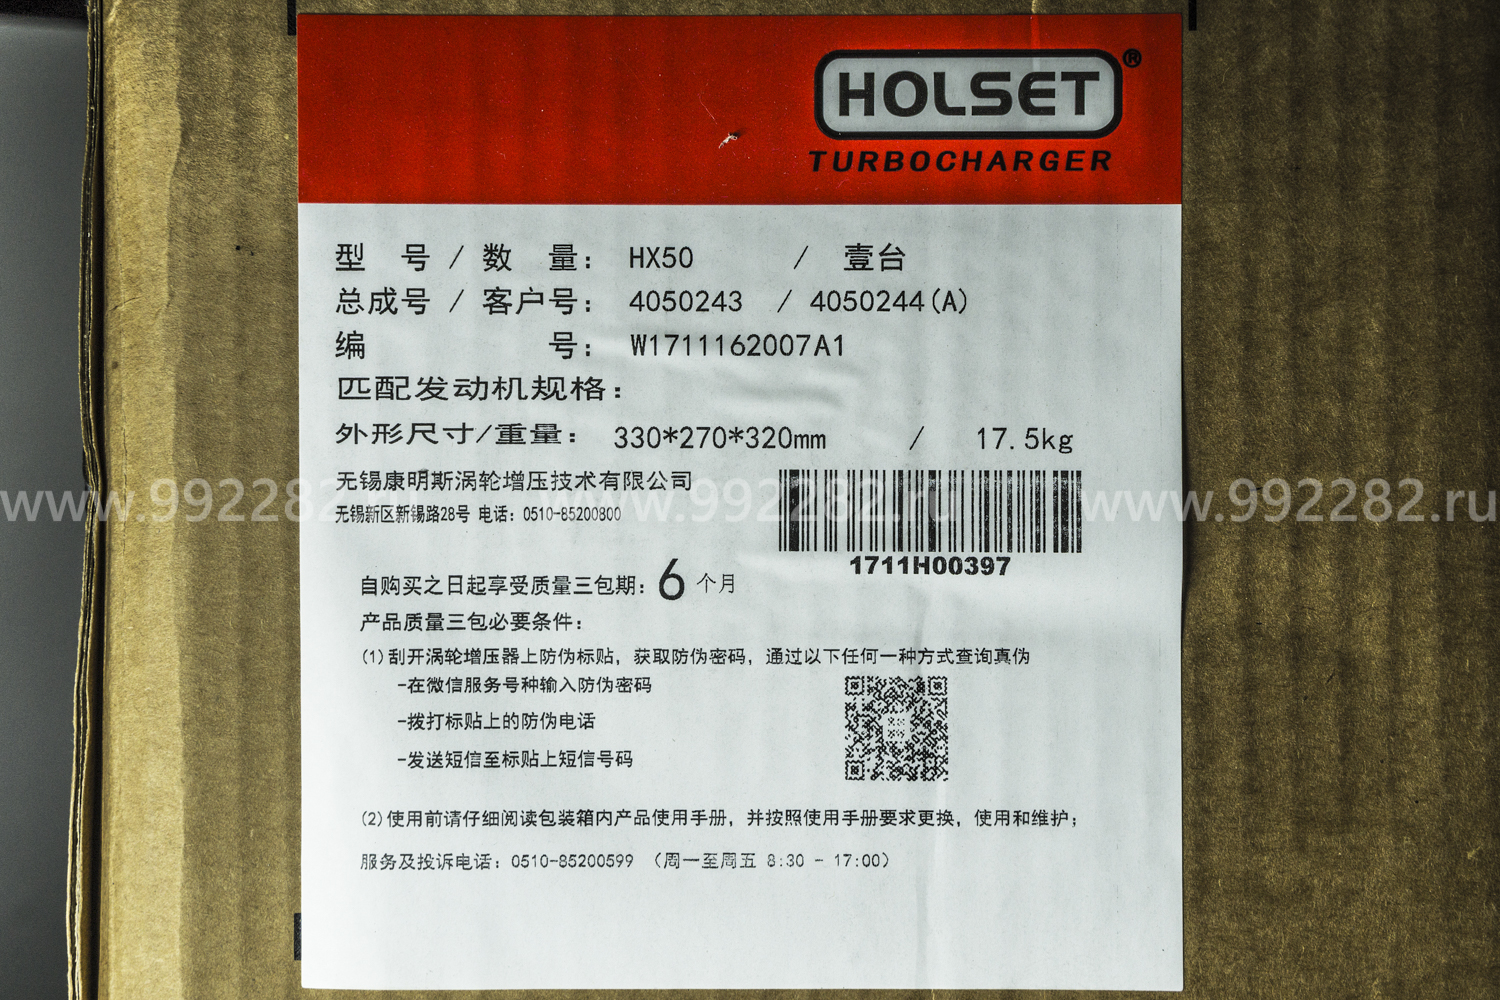 HOLSET®
TURBOCHARGER
型 号 / 数 量： HX50 / 壹台
总成号 / 客户号： 4050243 / 4050244(A)
编 号： W1711162007A1
匹配发动机规格：
外形尺寸/重量： 330*270*320mm / 17.5kg
无锡康明斯涡轮增压技术有限公司
www.992282.ru www.992282.ru www.992282.ru
无锡新区新锡路28号 电话：0510-85200800
1711H00397
自购买之日起享受质量三包期：6 个月
产品质量三包必要条件：
(1)刮开涡轮增压器上防伪标贴，获取防伪密码，通过以下任何一种方式查询真伪
-在微信服务号种输入防伪密码
-拨打标贴上的防伪电话
-发送短信至标贴上短信号码
(2)使用前请仔细阅读包装箱内产品使用手册，并按照使用手册要求更换，使用和维护；
服务及投诉电话：0510-85200599 （周一至周五 8:30 - 17:00）